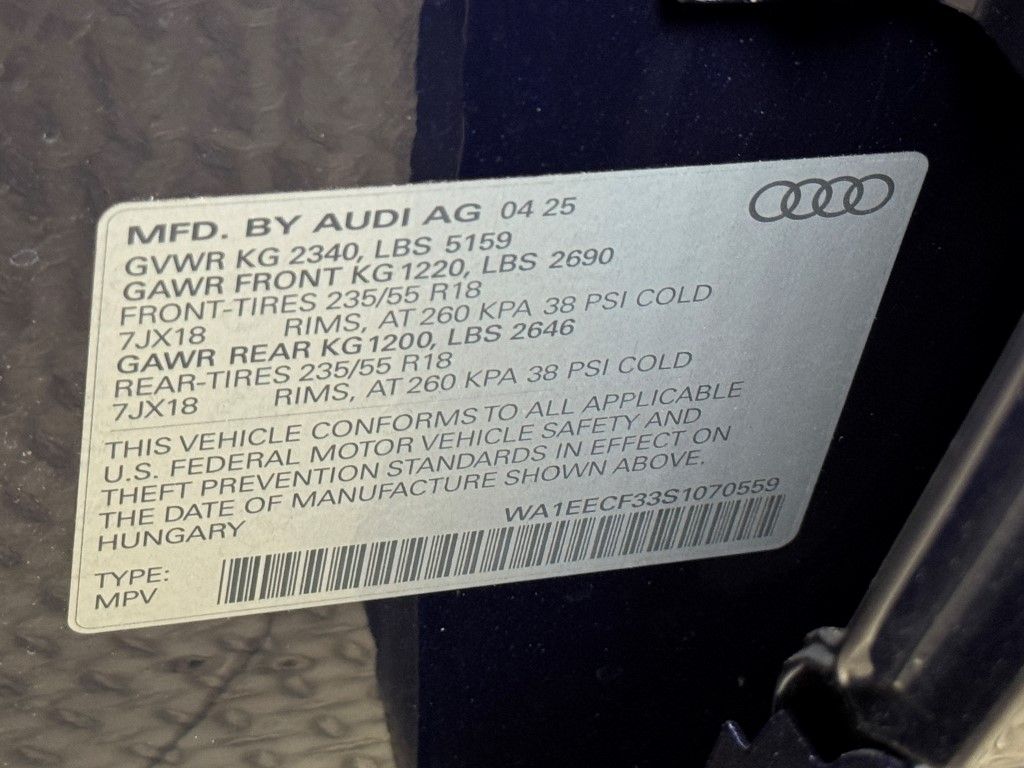 MFD. BY AUDI AG 04 25
GVWR KG 2340, LBS 5159
GAWR FRONT KG 1220, LBS 2690
FRONT-TIRES 235/55 R18
7JX18 RIMS, AT 260 KPA 38 PSI COLD
GAWR REAR KG 1200, LBS 2646
REAR-TIRES 235/55 R18
7JX18 RIMS, AT 260 KPA 38 PSI COLD
THIS VEHICLE CONFORMS TO ALL APPLICABLE
U.S. FEDERAL MOTOR VEHICLE SAFETY AND
THEFT PREVENTION STANDARDS IN EFFECT ON
THE DATE OF MANUFACTURE SHOWN ABOVE.
HUNGARY WA1EECF33S1070559
TYPE:
MPV